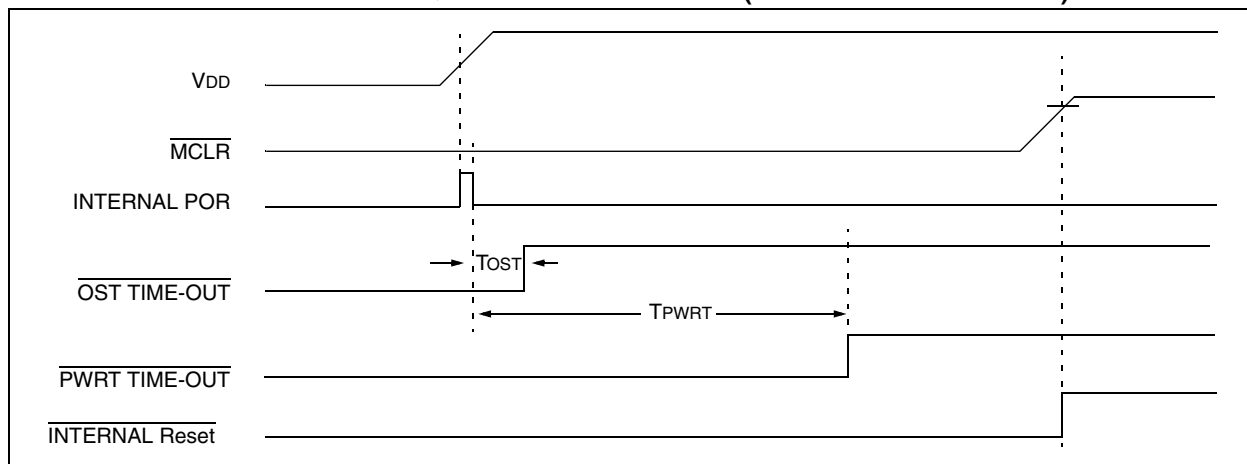 VDD
MCLR
INTERNAL POR
TOST
OST TIME-OUT
TPWRT
PWRT TIME-OUT
INTERNAL Reset